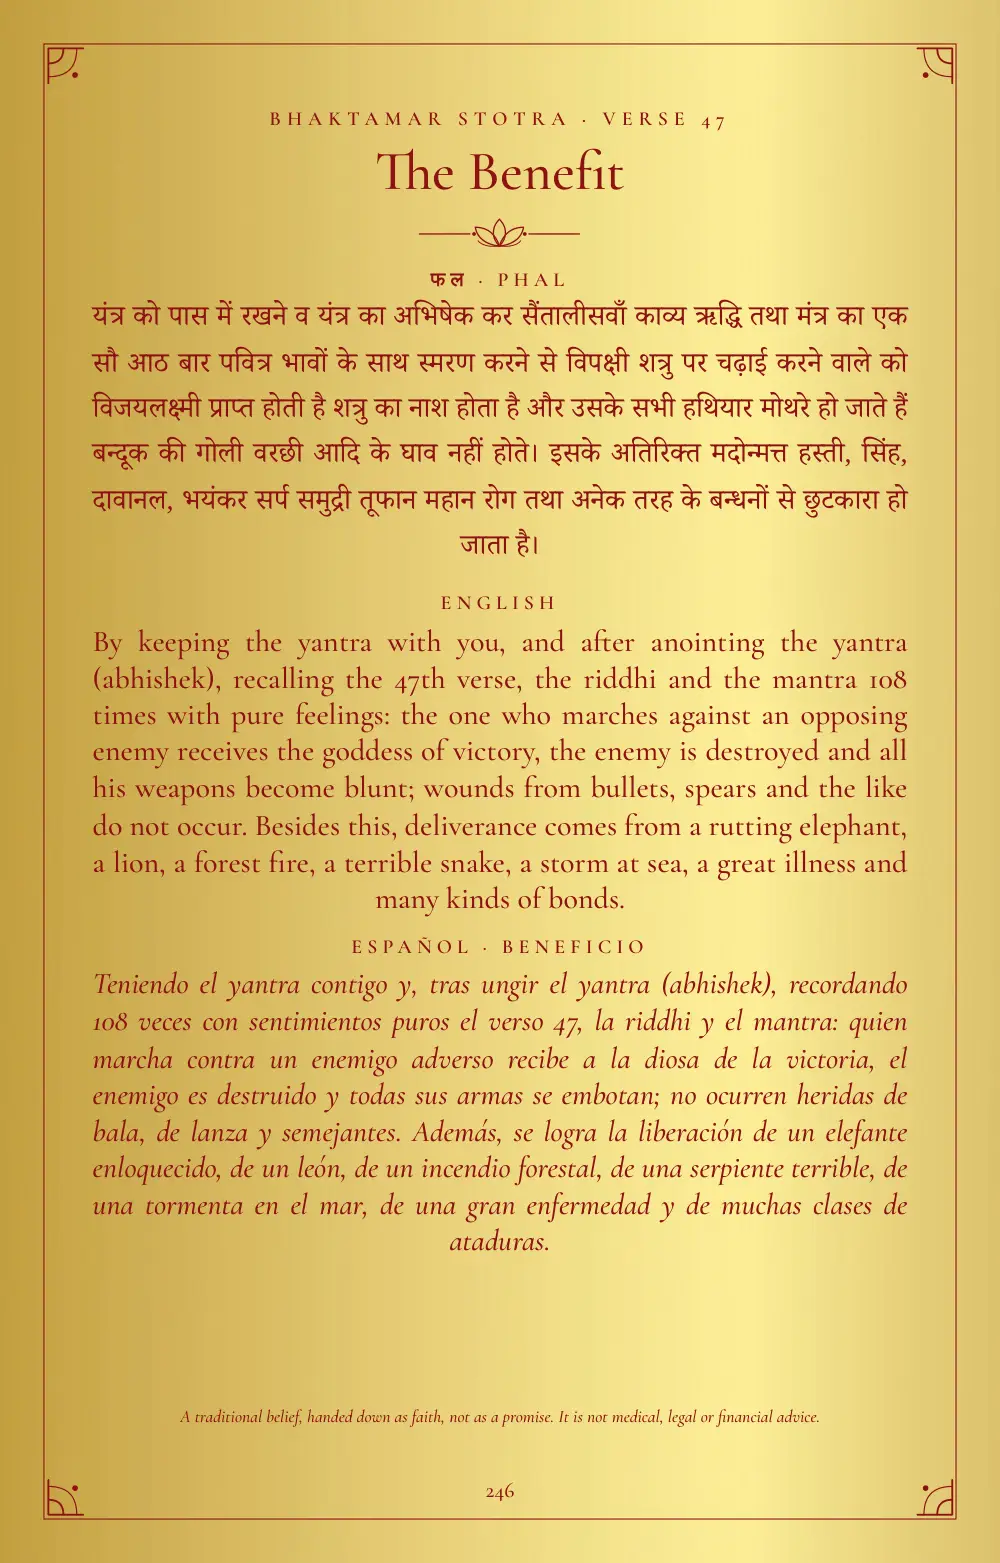 BHAKTAMAR STOTRA · VERSE 47
The Benefit
फल · PHAL
यंत्र को पास में रखने व यंत्र का अभिषेक कर सैंतालीसवाँ काव्य ऋद्धि तथा मंत्र का एक
सौ आठ बार पवित्र भावों के साथ स्मरण करने से विपक्षी शत्रु पर चढ़ाई करने वाले को
विजयलक्ष्मी प्राप्त होती है शत्रु का नाश होता है और उसके सभी हथियार मोथरे हो जाते हैं
बन्दूक की गोली वरछी आदि के घाव नहीं होते। इसके अतिरिक्त मदोन्मत्त हस्ती, सिंह,
दावानल, भयंकर सर्प समुद्री तूफान महान रोग तथा अनेक तरह के बन्धनों से छुटकारा हो
जाता है।
ENGLISH
By keeping the yantra with you, and after anointing the yantra
(abhishek), recalling the 47th verse, the riddhi and the mantra 108
times with pure feelings: the one who marches against an opposing
enemy receives the goddess of victory, the enemy is destroyed and all
his weapons become blunt; wounds from bullets, spears and the like
do not occur. Besides this, deliverance comes from a rutting elephant,
a lion, a forest fire, a terrible snake, a storm at sea, a great illness and
many kinds of bonds.
ESPAÑOL · BENEFICIO
Teniendo el yantra contigo y, tras ungir el yantra (abhishek), recordando
108 veces con sentimientos puros el verso 47, la riddhi y el mantra: quien
marcha contra un enemigo adverso recibe a la diosa de la victoria, el
enemigo es destruido y todas sus armas se embotan; no ocurren heridas de
bala, de lanza y semejantes. Además, se logra la liberación de un elefante
enloquecido, de un león, de un incendio forestal, de una serpiente terrible, de
una tormenta en el mar, de una gran enfermedad y de muchas clases de
ataduras.
A traditional belief, handed down as faith, not as a promise. It is not medical, legal or financial advice.
246